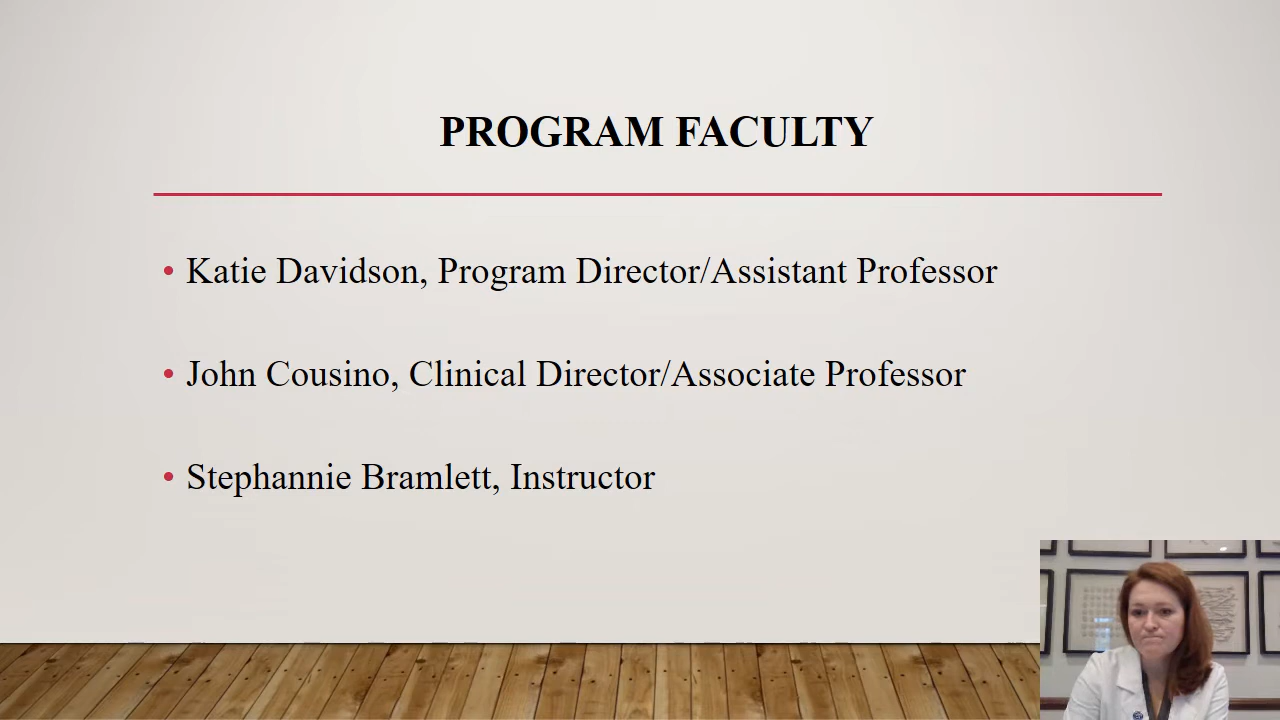 PROGRAM FACULTY
• Katie Davidson, Program Director/Assistant Professor
• John Cousino, Clinical Director/Associate Professor
• Stephannie Bramlett, Instructor